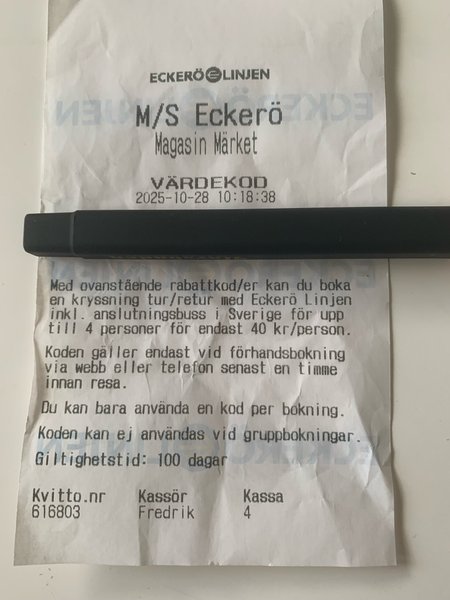 ECKERÖ LINJEN
M/S Eckerö
Magasin Märket
VÄRDEKOD
2025-10-28 10:18:38
Med ovanstående rabattkod/er kan du boka
en kryssning tur/retur med Eckerö Linjen
inkl. anslutningsbuss i Sverige för upp
till 4 personer för endast 40 kr/person.
Koden gäller endast vid förhandsbokning
via webb eller telefon senast en timme
innan resa.
Du kan bara använda en kod per bokning.
Koden kan ej användas vid gruppbokningar.
Giltighetstid: 100 dagar
Kvitto.nr Kassör Kassa
616803 Fredrik 4